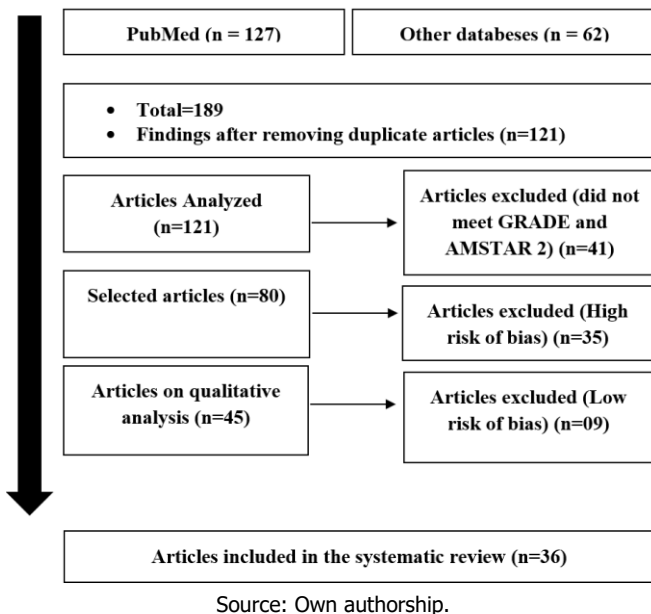 PubMed (n = 127)
Other databeses (n = 62)
• Total=189
• Findings after removing duplicate articles (n=121)
Articles Analyzed
(n=121)
Articles excluded (did not
meet GRADE and
AMSTAR 2) (n=41)
Selected articles (n=80)
Articles excluded (High
risk of bias) (n=35)
Articles on qualitative
analysis (n=45)
Articles excluded (Low
risk of bias) (n=09)
Articles included in the systematic review (n=36)
Source: Own authorship.